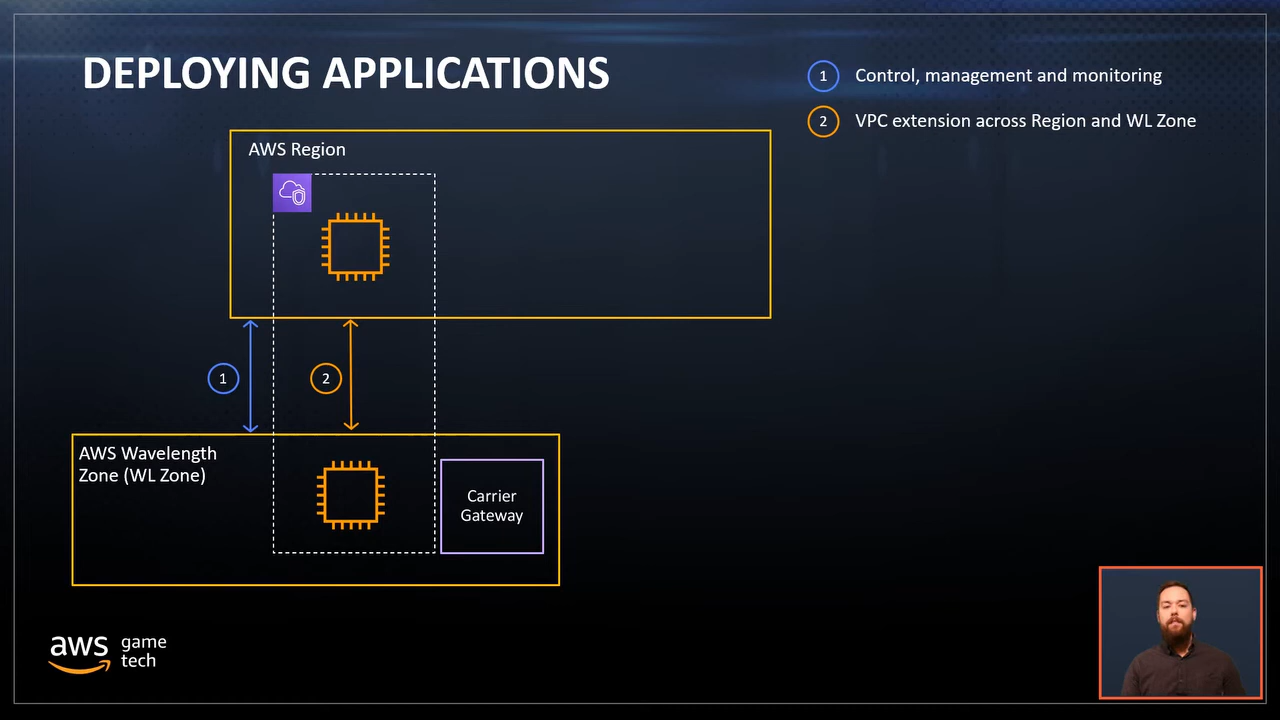 DEPLOYING APPLICATIONS
1 Control, management and monitoring
2 VPC extension across Region and WL Zone
AWS Region
1
2
AWS Wavelength
Zone (WL Zone)
Carrier
Gateway
aws game
tech